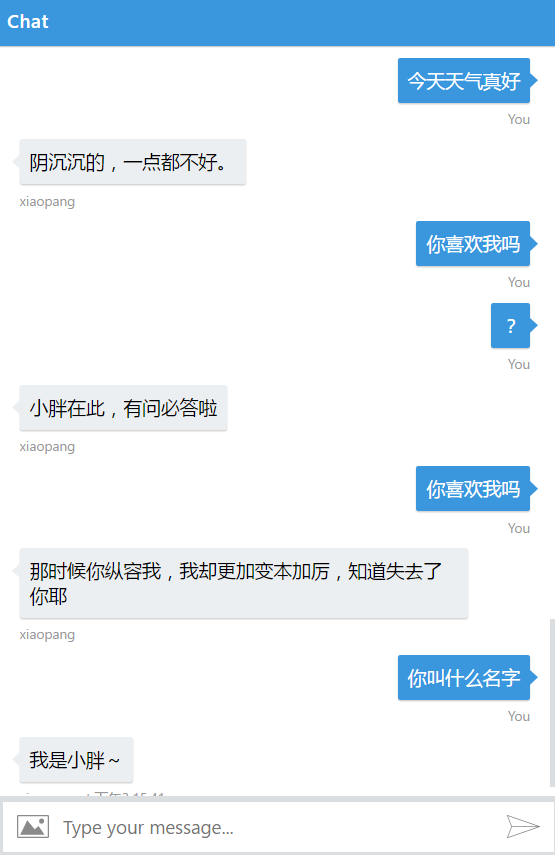 Chat
今天天气真好
You
阴沉沉的，一点都不好。
xiaopang
你喜欢我吗
You
？
You
小胖在此，有问必答啦
xiaopang
你喜欢我吗
You
那时候你纵容我，我却更加变本加厉，知道失去了
你耶
xiaopang
你叫什么名字
You
我是小胖～
Type your message...